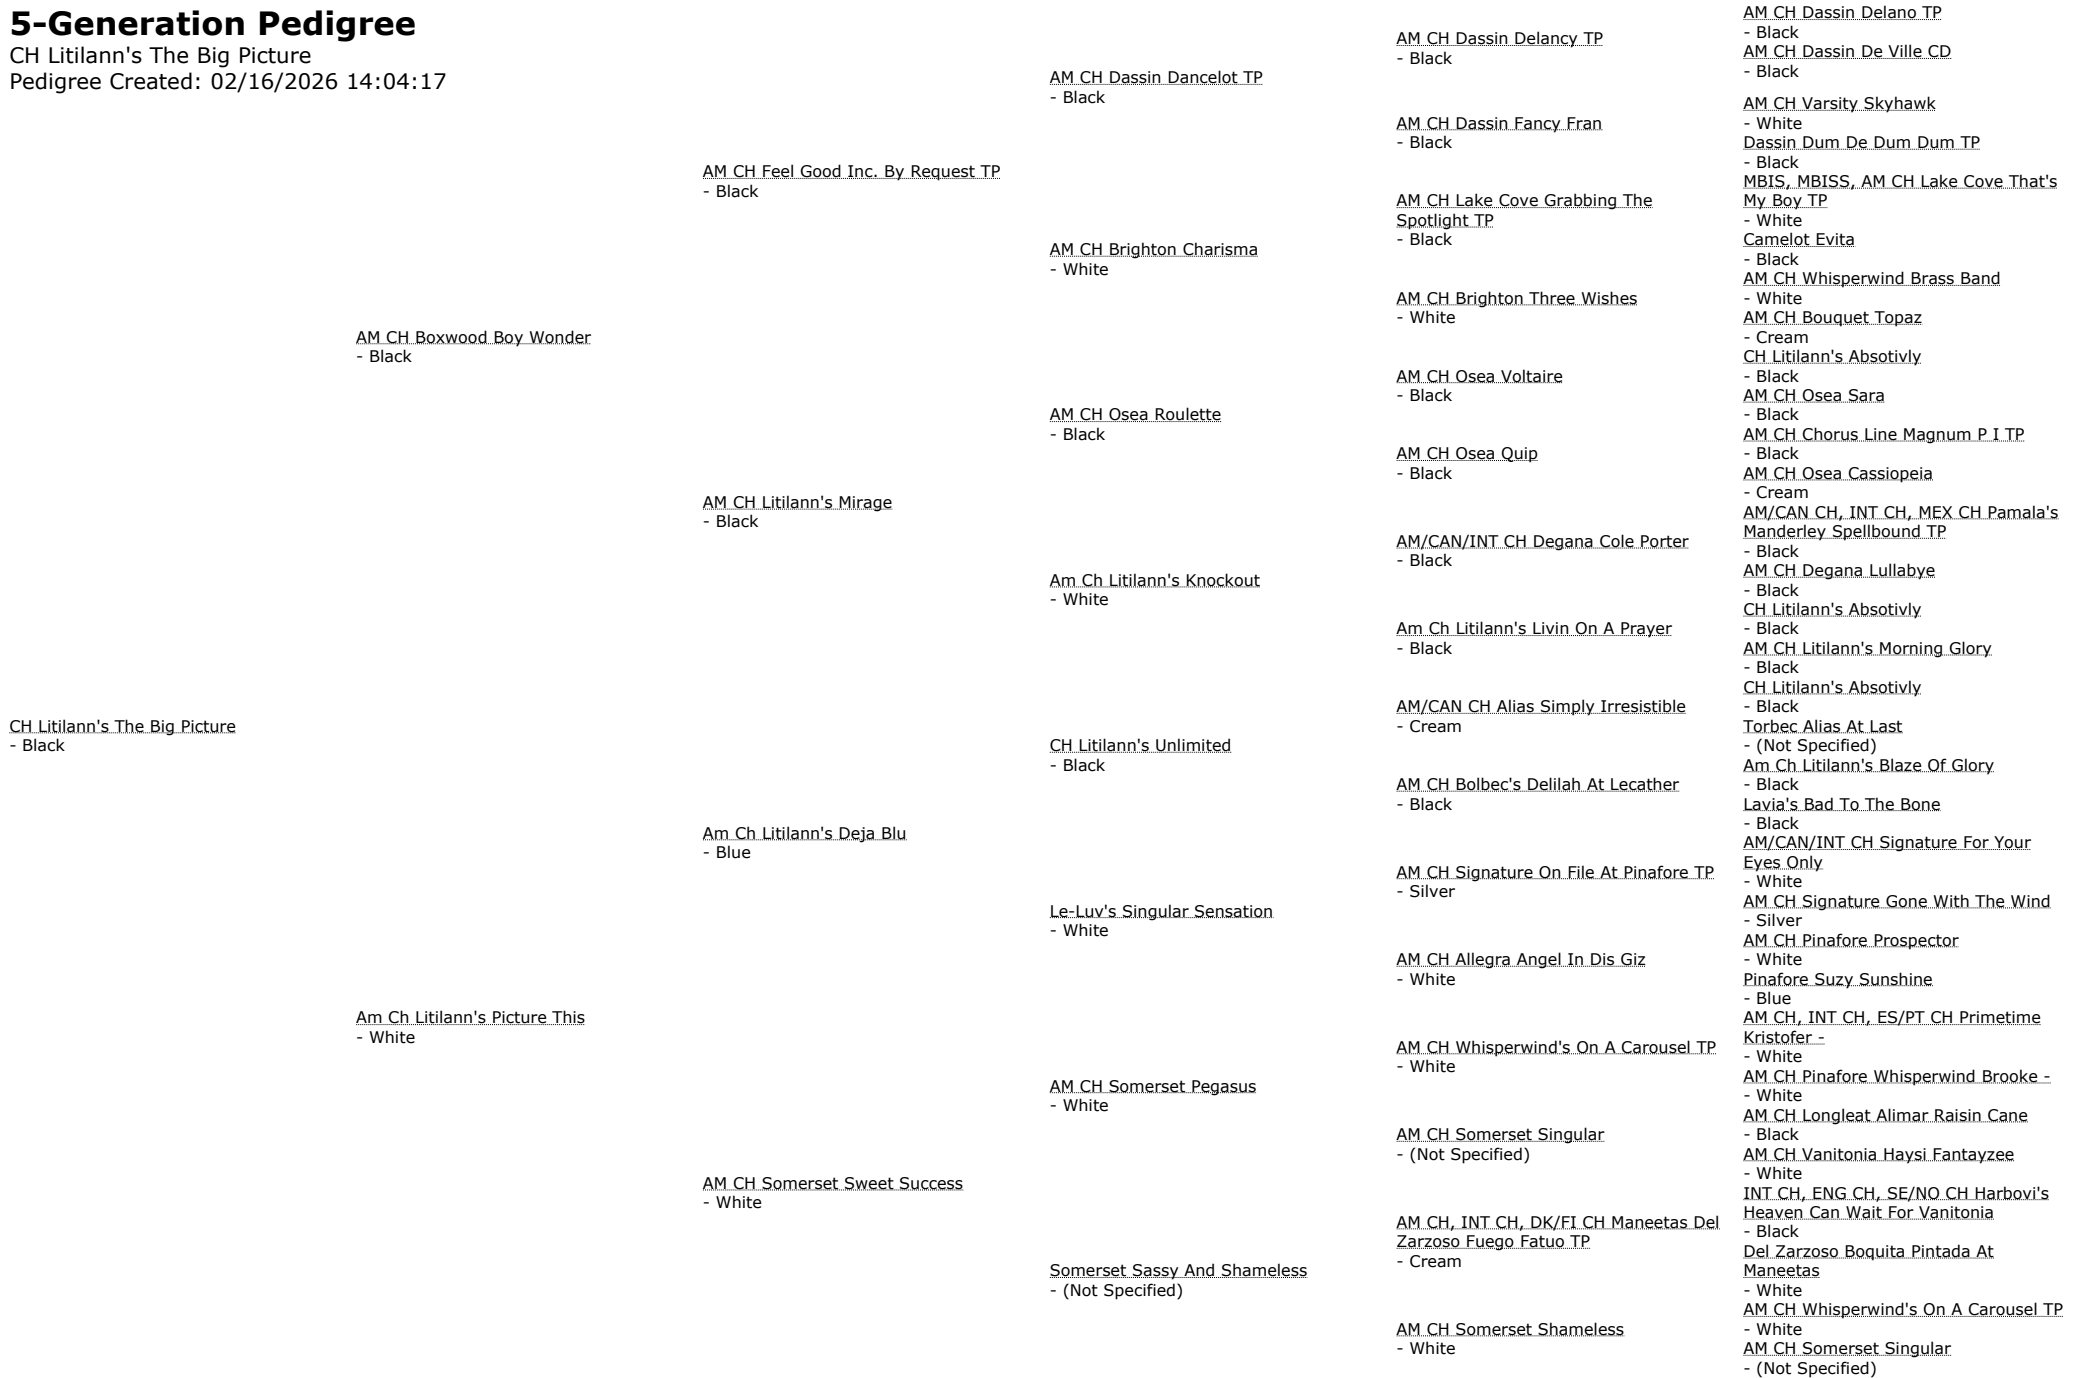 5-Generation Pedigree
CH Litilann's The Big Picture
Pedigree Created: 02/16/2026 14:04:17
CH Litilann's The Big Picture
- Black
AM CH Boxwood Boy Wonder
- Black
Am Ch Litilann's Picture This
- White
AM CH Feel Good Inc. By Request TP
- Black
AM CH Litilann's Mirage
- Black
Am Ch Litilann's Deja Blu
- Blue
AM CH Somerset Sweet Success
- White
AM CH Dassin Dancelot TP
- Black
AM CH Brighton Charisma
- White
AM CH Osea Roulette
- Black
Am Ch Litilann's Knockout
- White
CH Litilann's Unlimited
- Black
Le-Luv's Singular Sensation
- White
AM CH Somerset Pegasus
- White
Somerset Sassy And Shameless
- (Not Specified)
AM CH Dassin Delancy TP
- Black
AM CH Dassin Fancy Fran
- Black
AM CH Lake Cove Grabbing The
Spotlight TP
- Black
AM CH Brighton Three Wishes
- White
AM CH Osea Voltaire
- Black
AM CH Osea Quip
- Black
AM/CAN/INT CH Degana Cole Porter
- Black
Am Ch Litilann's Livin On A Prayer
- Black
AM/CAN CH Alias Simply Irresistible
- Cream
AM CH Bolbec's Delilah At Lecather
- Black
AM CH Signature On File At Pinafore TP
- Silver
AM CH Allegra Angel In Dis Giz
- White
AM CH Whisperwind's On A Carousel TP
- White
AM CH Somerset Singular
- (Not Specified)
AM CH, INT CH, DK/FI CH Maneetas Del
Zarzoso Fuego Fatuo TP
- Cream
AM CH Somerset Shameless
- White
AM CH Dassin Delano TP
- Black
AM CH Dassin De Ville CD
- Black
AM CH Varsity Skyhawk
- White
Dassin Dum De Dum Dum TP
- Black
MBIS, MBISS, AM CH Lake Cove That's
My Boy TP
- White
Camelot Evita
- Black
AM CH Whisperwind Brass Band
- White
AM CH Bouquet Topaz
- Cream
CH Litilann's Absotivly
- Black
AM CH Osea Sara
- Black
AM CH Chorus Line Magnum P I TP
- Black
AM CH Osea Cassiopeia
- Cream
AM/CAN CH, INT CH, MEX CH Pamala's
Manderley Spellbound TP
- Black
AM CH Degana Lullabye
- Black
CH Litilann's Absotivly
- Black
AM CH Litilann's Morning Glory
- Black
CH Litilann's Absotivly
- Black
Torbec Alias At Last
- (Not Specified)
Am Ch Litilann's Blaze Of Glory
- Black
Lavia's Bad To The Bone
- Black
AM/CAN/INT CH Signature For Your
Eyes Only
- White
AM CH Signature Gone With The Wind
- Silver
AM CH Pinafore Prospector
- White
Pinafore Suzy Sunshine
- Blue
AM CH, INT CH, ES/PT CH Primetime
Kristofer -
- White
AM CH Pinafore Whisperwind Brooke -
- White
AM CH Longleat Alimar Raisin Cane
- Black
AM CH Vanitonia Haysi Fantayzee
- White
INT CH, ENG CH, SE/NO CH Harbovi's
Heaven Can Wait For Vanitonia
- Black
Del Zarzoso Boquita Pintada At
Maneetas
- White
AM CH Whisperwind's On A Carousel TP
- White
AM CH Somerset Singular
- (Not Specified)